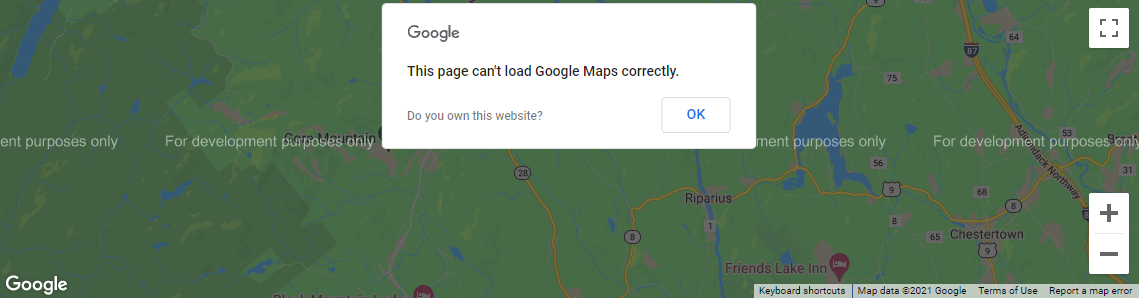 Google
This page can't load Google Maps correctly.
Do you own this website?
OK
64
87
75
53
Adirondack Northway
ment purposes only
For development purposes only
Gore Mountain
ment purposes only
For development purposes only
56
9
28
31
68
Riparius
8
1
8
65
8
Chestertown
9
Friends Lake Inn
Google
Keyboard shortcuts
Map data ©2021 Google
Terms of Use
Report a map error